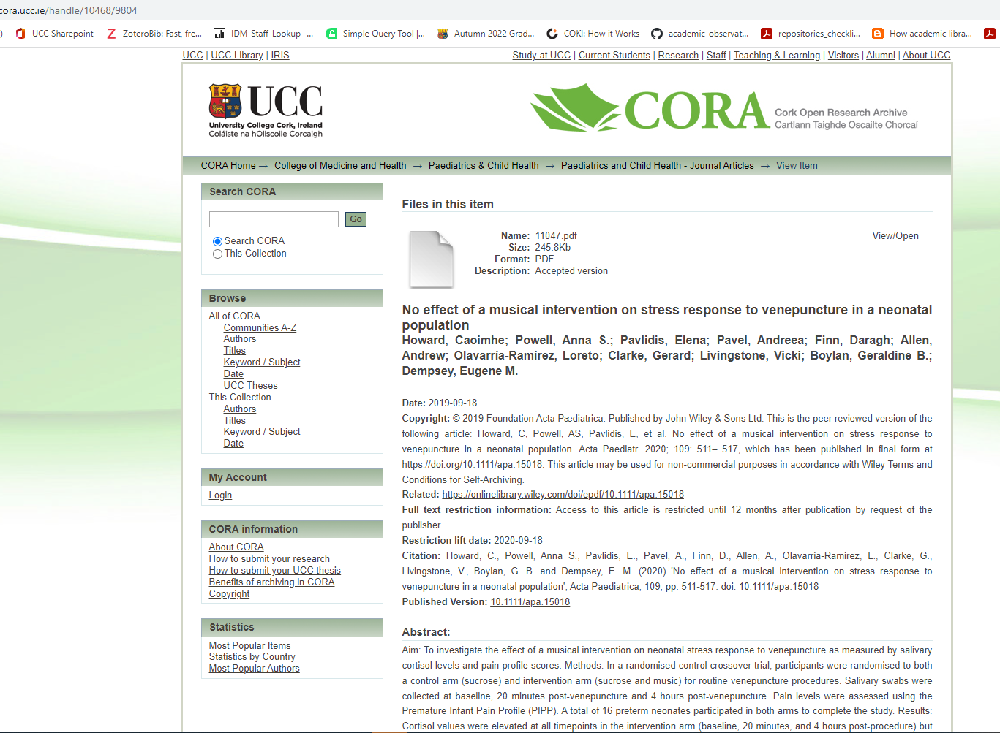 cora.ucc.ie/handle/10468/9804
) UCC Sharepoint ZoteroBib: Fast, fre... IDM-Staff-Lookup -... Simple Query Tool |... Autumn 2022 Grad... COKI: How it Works academic-observat... repositories_checkli... How academic libra...
UCC | UCC Library | IRIS Study at UCC | Current Students | Research | Staff | Teaching & Learning | Visitors | Alumni | About UCC
UCC
University College Cork, Ireland
Coláiste na hOllscoile Corcaigh
CORA
Cork Open Research Archive
Cartlann Taighde Oscailte Chorcaí
CORA Home → College of Medicine and Health → Paediatrics & Child Health → Paediatrics and Child Health - Journal Articles → View Item
Search CORA
Go
Search CORA
This Collection
Browse
All of CORA
Communities A-Z
Authors
Titles
Keyword / Subject
Date
UCC Theses
This Collection
Authors
Titles
Keyword / Subject
Date
My Account
Login
CORA information
About CORA
How to submit your research
How to submit your UCC thesis
Benefits of archiving in CORA
Copyright
Statistics
Most Popular Items
Statistics by Country
Most Popular Authors
Files in this item
Name: 11047.pdf
Size: 245.8Kb
Format: PDF
Description: Accepted version
View/Open
No effect of a musical intervention on stress response to venepuncture in a neonatal
population
Howard, Caoimhe; Powell, Anna S.; Pavlidis, Elena; Pavel, Andreea; Finn, Daragh; Allen,
Andrew; Olavarría-Ramírez, Loreto; Clarke, Gerard; Livingstone, Vicki; Boylan, Geraldine B.;
Dempsey, Eugene M.
Date: 2019-09-18
Copyright: © 2019 Foundation Acta Pædiatrica. Published by John Wiley & Sons Ltd. This is the peer reviewed version of the
following article: Howard, C, Powell, AS, Pavlidis, E, et al. No effect of a musical intervention on stress response to
venepuncture in a neonatal population. Acta Paediatr. 2020; 109: 511– 517, which has been published in final form at
https://doi.org/10.1111/apa.15018. This article may be used for non-commercial purposes in accordance with Wiley Terms and
Conditions for Self-Archiving.
Related: https://onlinelibrary.wiley.com/doi/epdf/10.1111/apa.15018
Full text restriction information: Access to this article is restricted until 12 months after publication by request of the
publisher.
Restriction lift date: 2020-09-18
Citation: Howard, C., Powell, Anna S., Pavlidis, E., Pavel, A., Finn, D., Allen, A., Olavarria-Ramirez, L., Clarke, G.,
Livingstone, V., Boylan, G. B. and Dempsey, E. M. (2020) 'No effect of a musical intervention on stress response to
venepuncture in a neonatal population', Acta Paediatrica, 109, pp. 511-517. doi: 10.1111/apa.15018
Published Version: 10.1111/apa.15018
Abstract:
Aim: To investigate the effect of a musical intervention on neonatal stress response to venepuncture as measured by salivary
cortisol levels and pain profile scores. Methods: In a randomised control crossover trial, participants were randomised to both
a control arm (sucrose) and intervention arm (sucrose and music) for routine venepuncture procedures. Salivary swabs were
collected at baseline, 20 minutes post-venepuncture and 4 hours post-venepuncture. Pain levels were assessed using the
Premature Infant Pain Profile (PIPP). A total of 16 preterm neonates participated in both arms to complete the study. Results:
Cortisol values were elevated at all timepoints in the intervention arm (baseline, 20 minutes, and 4 hours post-procedure) but